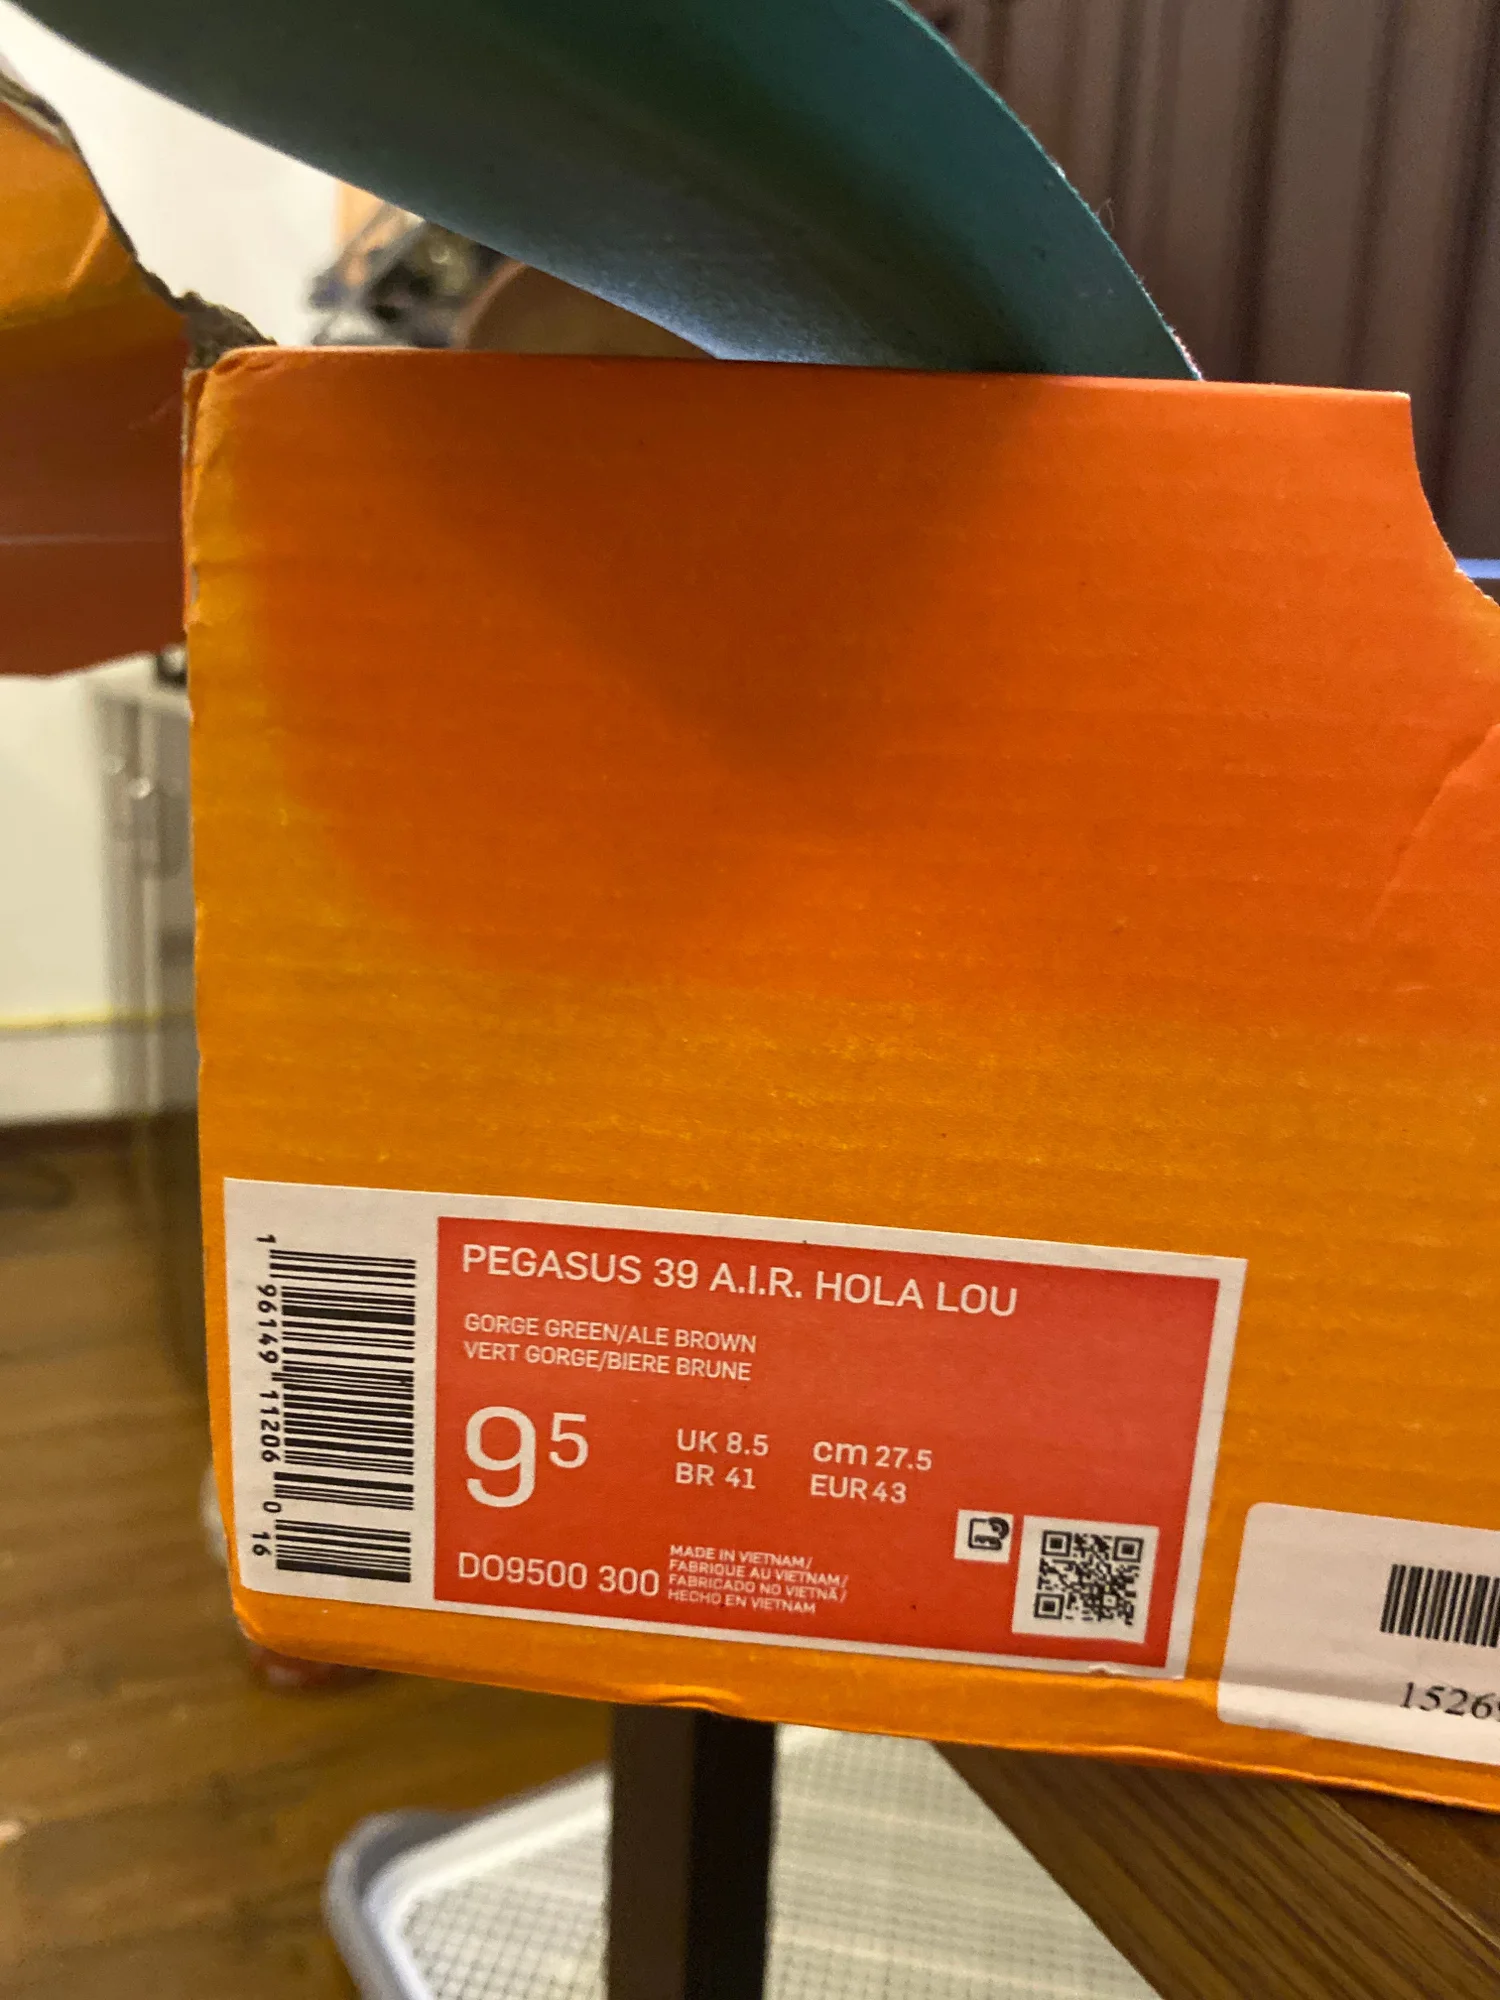 PEGASUS 39 A.I.R. HOLA LOU
GORGE GREEN/ALE BROWN
VERT GORGE/BIERE BRUNE
95
UK 8.5 cm 27.5
BR 41 EUR 43
DO9500 300
MADE IN VIETNAM/
FABRIQUE AU VIETNAM/
FABRICADO NO VIETNÃ/
HECHO EN VIETNAM
1 96149 11206 0 16